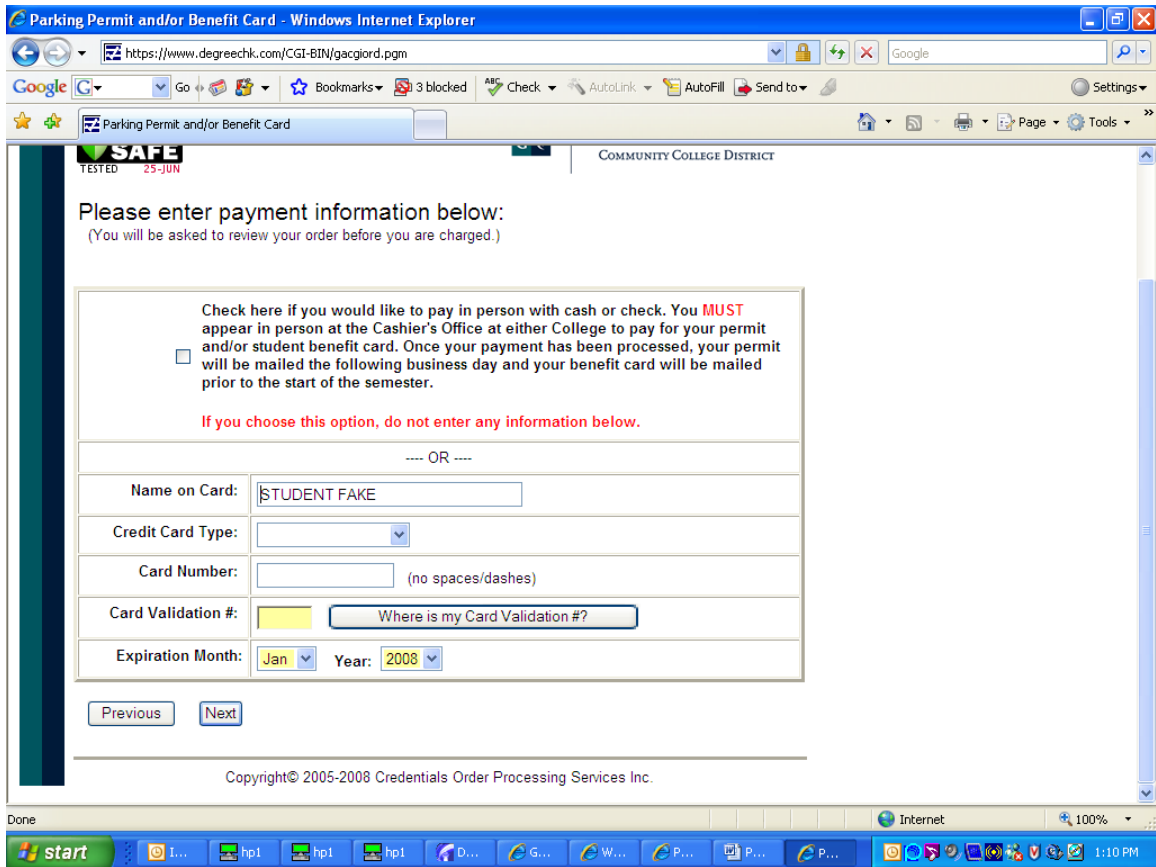 Parking Permit and/or Benefit Card - Windows Internet Explorer
https://www.degreechk.com/CGI-BIN/gacgiord.pgm
Google
Google G Go Bookmarks 3 blocked ABC Check AutoLink AutoFill Send to Settings
Parking Permit and/or Benefit Card
Page Tools »
SAFE
TESTED 25-JUN
COMMUNITY COLLEGE DISTRICT
Please enter payment information below:
(You will be asked to review your order before you are charged.)
Check here if you would like to pay in person with cash or check. You MUST
appear in person at the Cashier's Office at either College to pay for your permit
and/or student benefit card. Once your payment has been processed, your permit
will be mailed the following business day and your benefit card will be mailed
prior to the start of the semester.
If you choose this option, do not enter any information below.
---- OR ----
Name on Card: STUDENT FAKE
Credit Card Type:
Card Number: (no spaces/dashes)
Card Validation #: Where is my Card Validation #?
Expiration Month: Jan Year: 2008
Previous Next
Copyright© 2005-2008 Credentials Order Processing Services Inc.
Done Internet 100%
start I... hp1 hp1 hp1 D... G... W... P... P... P... 1:10 PM